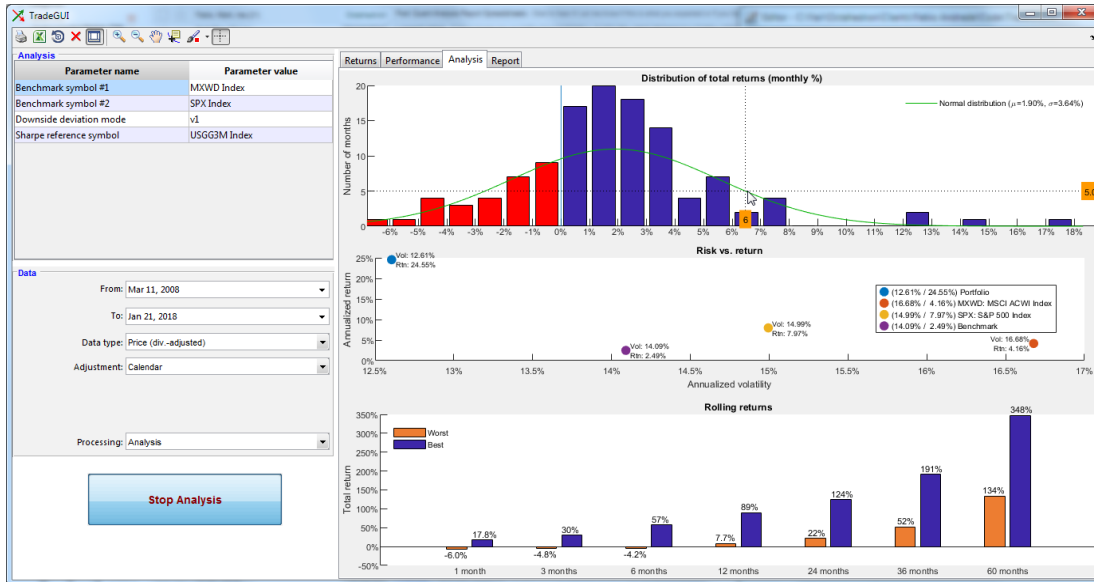 TradeGUI
Analysis
Parameter name Parameter value
Benchmark symbol #1 MXWD Index
Benchmark symbol #2 SPX Index
Downside deviation mode v1
Sharpe reference symbol USGG3M Index
Data
From: Mar 11, 2008
To: Jan 21, 2018
Data type: Price (div.-adjusted)
Adjustment: Calendar
Processing: Analysis
Stop Analysis
Returns Performance Analysis Report
Distribution of total returns (monthly %)
Normal distribution (μ=1.90%, σ=3.64%)
Number of months
20
15
10
5
0
5.0
6
-6% -5% -4% -3% -2% -1% 0% 1% 2% 3% 4% 5% 6% 7% 8% 9% 10% 11% 12% 13% 14% 15% 16% 17% 18%
Risk vs. return
Annualized return
25%
20%
15%
10%
5%
0%
Vol: 12.61%
Rtn: 24.55%
Vol: 14.09%
Rtn: 2.49%
Vol: 14.99%
Rtn: 7.97%
Vol: 16.68%
Rtn: 4.16%
(12.61% / 24.55%) Portfolio
(16.68% / 4.16%) MXWD: MSCI ACWI Index
(14.99% / 7.97%) SPX: S&P 500 Index
(14.09% / 2.49%) Benchmark
12.5% 13% 13.5% 14% 14.5% 15% 15.5% 16% 16.5% 17%
Annualized volatility
Rolling returns
Total return
350%
300%
250%
200%
150%
100%
50%
0%
-50%
Worst
Best
-6.0% 17.8% -4.8% 30% -4.2% 57% 7.7% 89% 22% 124% 52% 191% 134% 348%
1 month 3 months 6 months 12 months 24 months 36 months 60 months